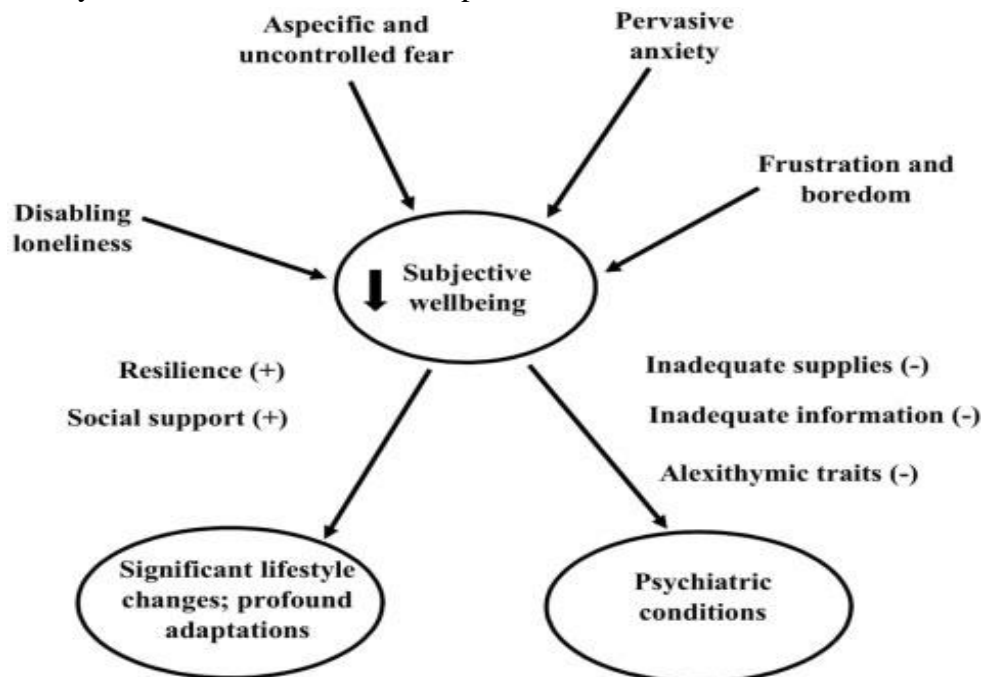 Aspecific and
uncontrolled fear
Pervasive
anxiety
Frustration and
boredom
Disabling
loneliness
Subjective
wellbeing
Resilience (+)
Social support (+)
Inadequate supplies (-)
Inadequate information (-)
Alexithymic traits (-)
Significant lifestyle
changes; profound
adaptations
Psychiatric
conditions